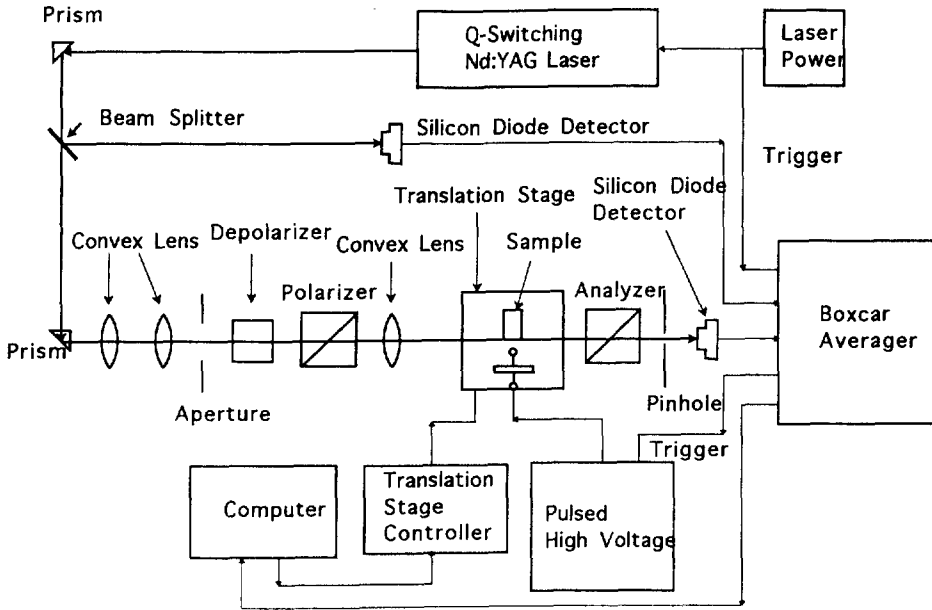 Prism
Q-Switching
Nd:YAG Laser
Laser
Power
Beam Splitter
Silicon Diode Detector
Trigger
Translation Stage
Silicon Diode
Detector
Convex Lens
Depolarizer
Convex Lens
Sample
Polarizer
Analyzer
Boxcar
Averager
Prism
Aperture
Pinhole
Trigger
Computer
Translation
Stage
Controller
Pulsed
High Voltage